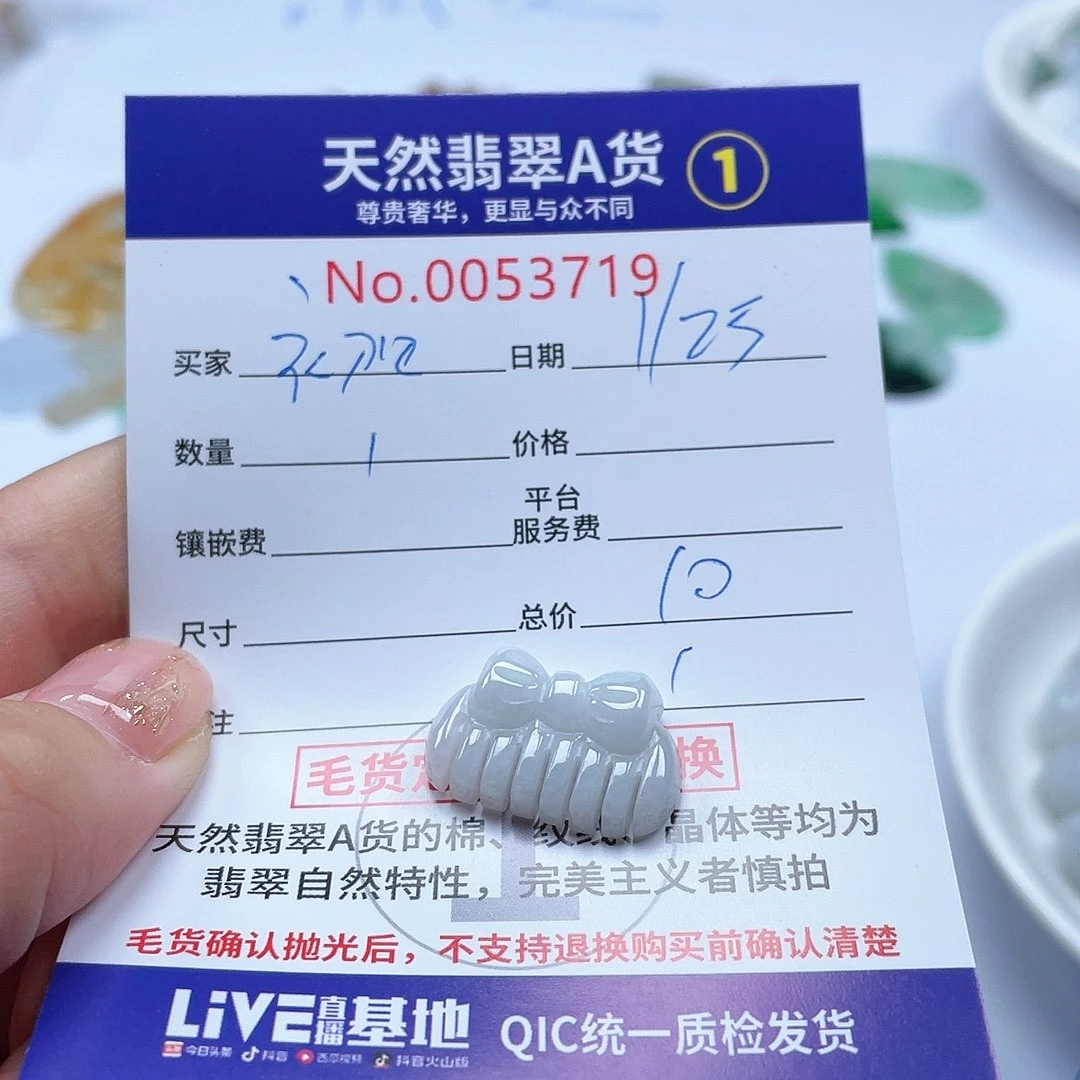 天然翡翠A货 1
尊贵奢华，更显与众不同
No.0053719
买家 日期 1/25
数量 1 价格
镶嵌费 平台服务费
尺寸 总价 10
注
毛货定 换
天然翡翠A货的棉、纹线、晶体等均为
翡翠自然特性，完美主义者慎拍
毛货确认抛光后，不支持退换购买前确认清楚
LiVE直播基地 QIC统一质检发货
头条 今日头条 抖音 西瓜视频 抖音火山版